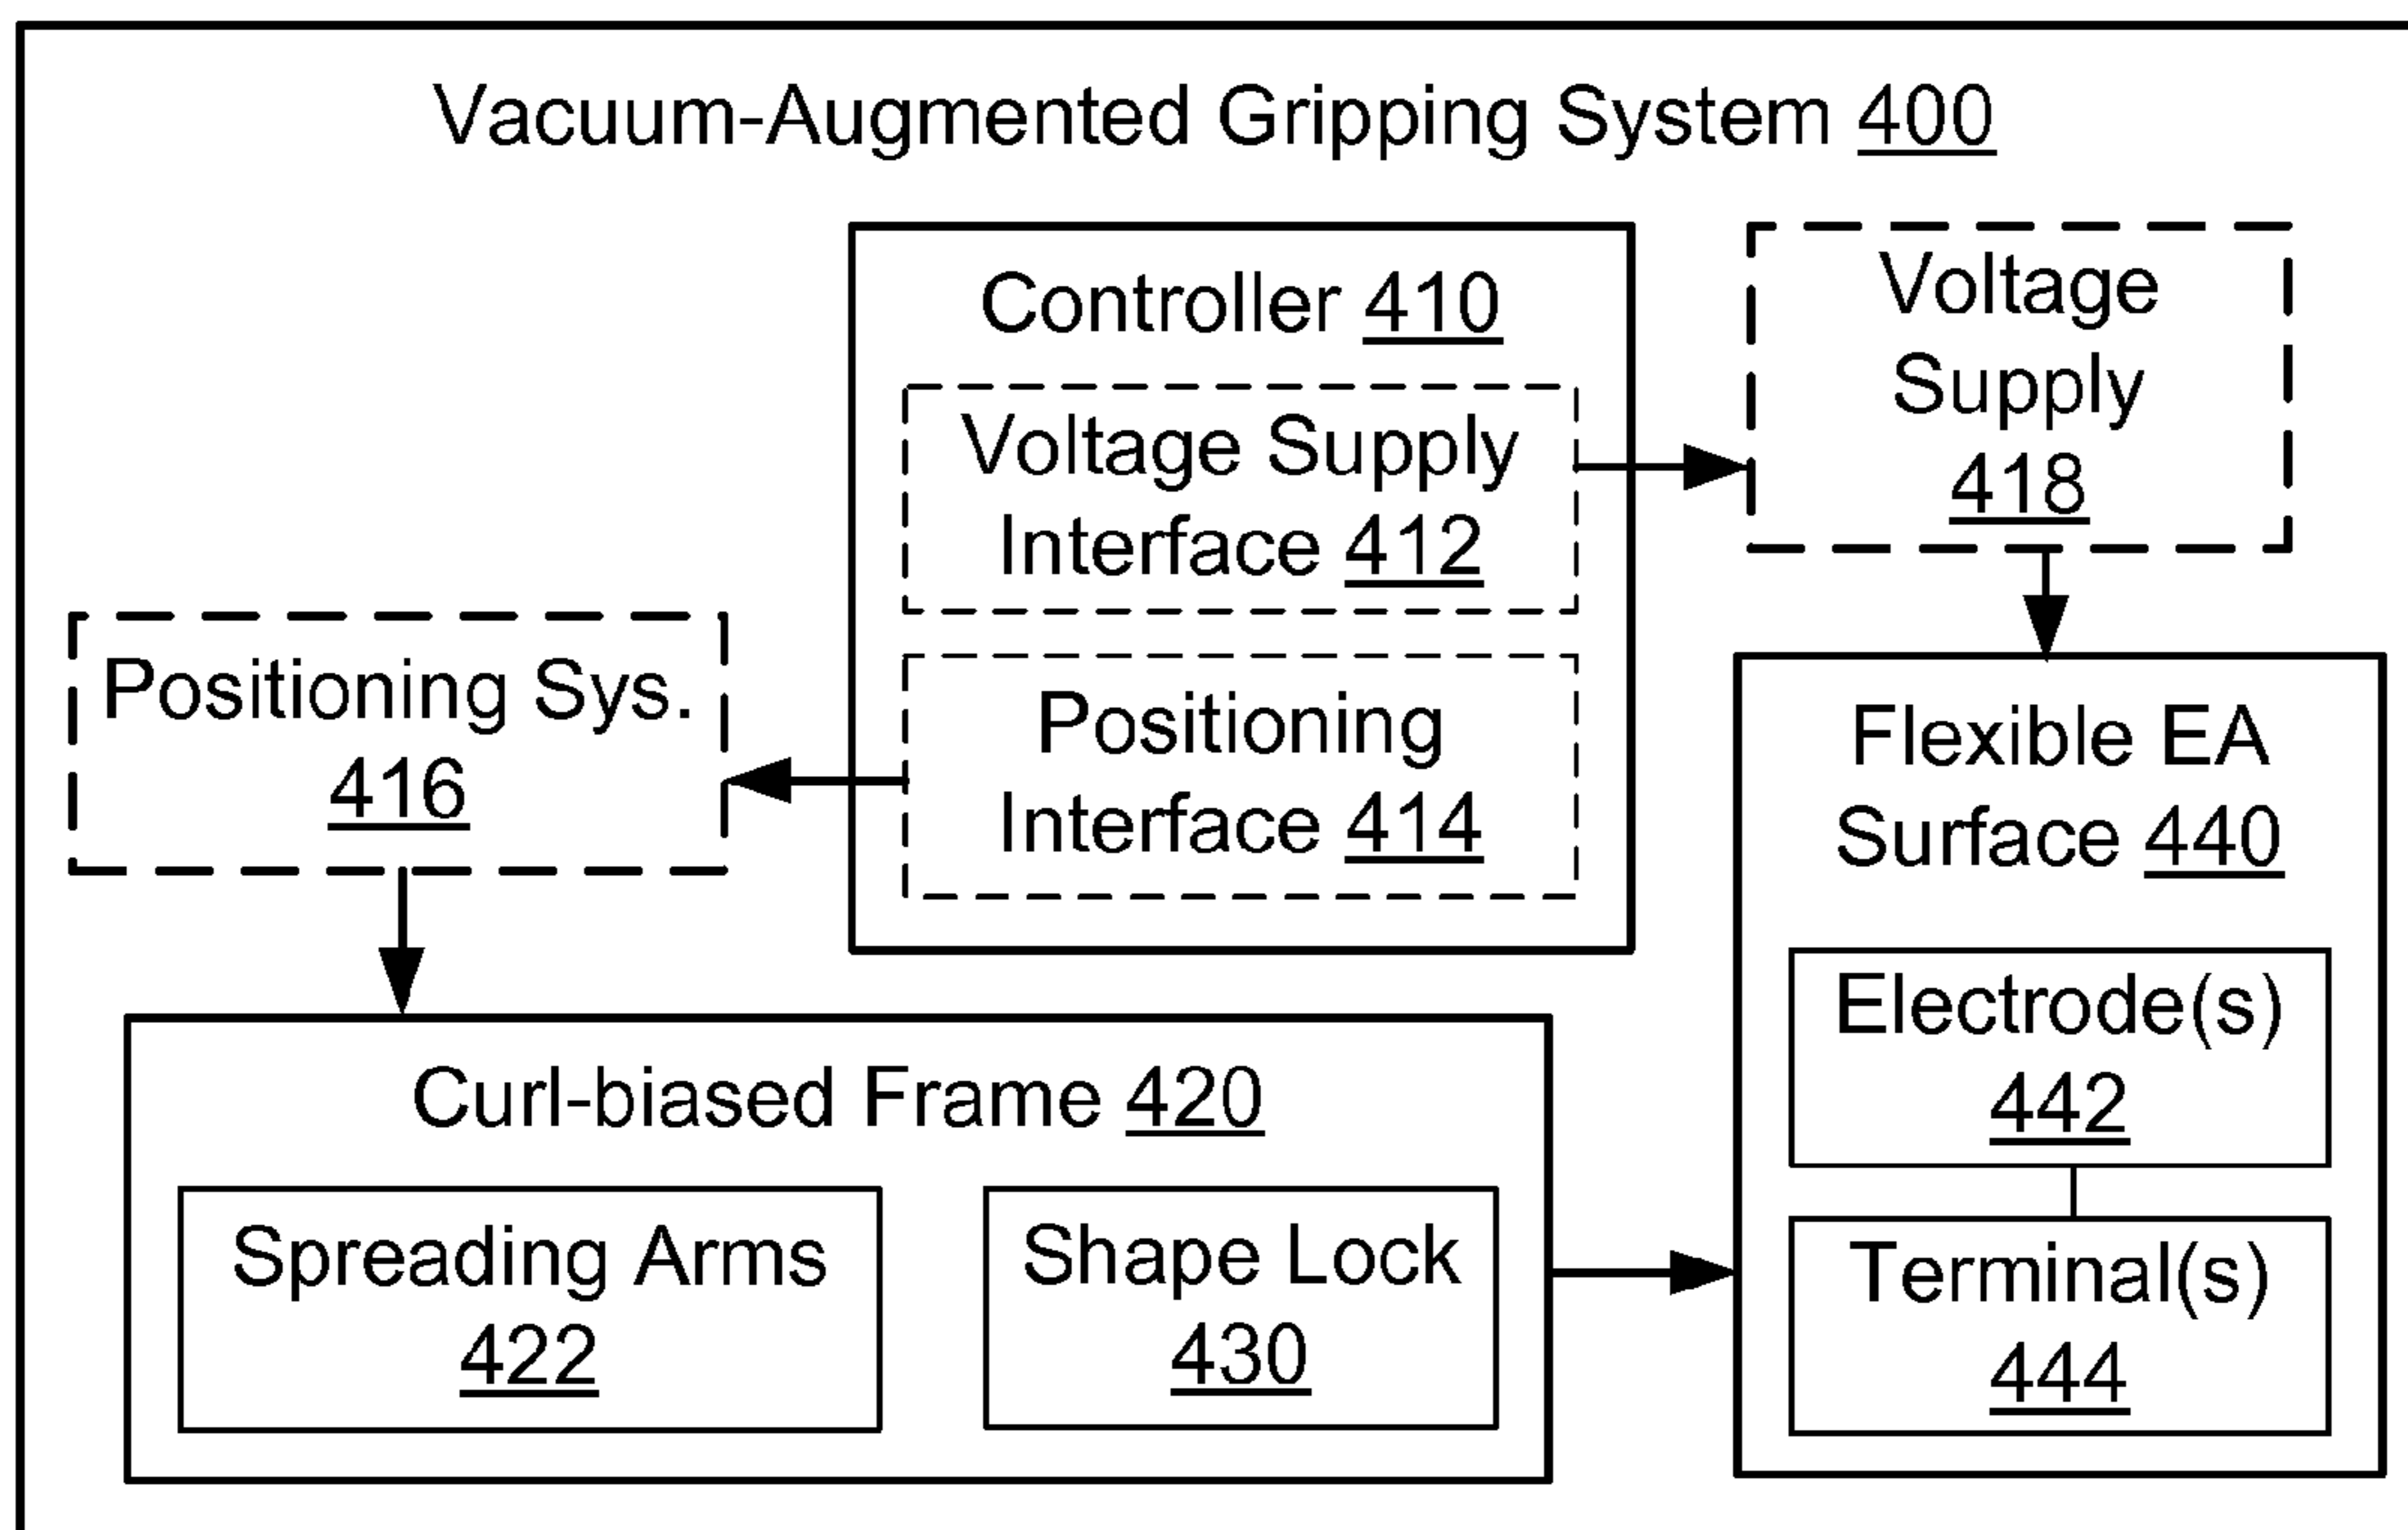 Vacuum-Augmented Gripping System 400
Controller 410
Voltage Supply
Interface 412
Positioning
Interface 414
Voltage
Supply
418
Positioning Sys.
416
Flexible EA
Surface 440
Electrode(s)
442
Terminal(s)
444
Curl-biased Frame 420
Spreading Arms
422
Shape Lock
430